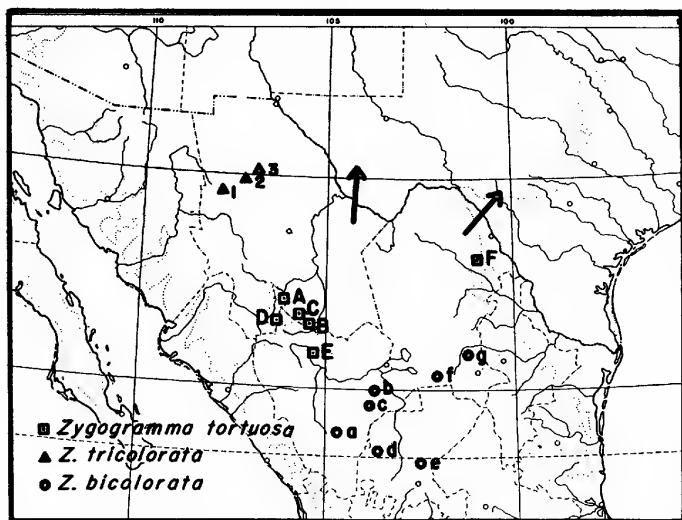 110 105 100
3
2
1
F
A
C
D B
E
g
f
b
c
a
d
e
Zygogramma tortuosa
Z. tricolorata
Z. bicolorata